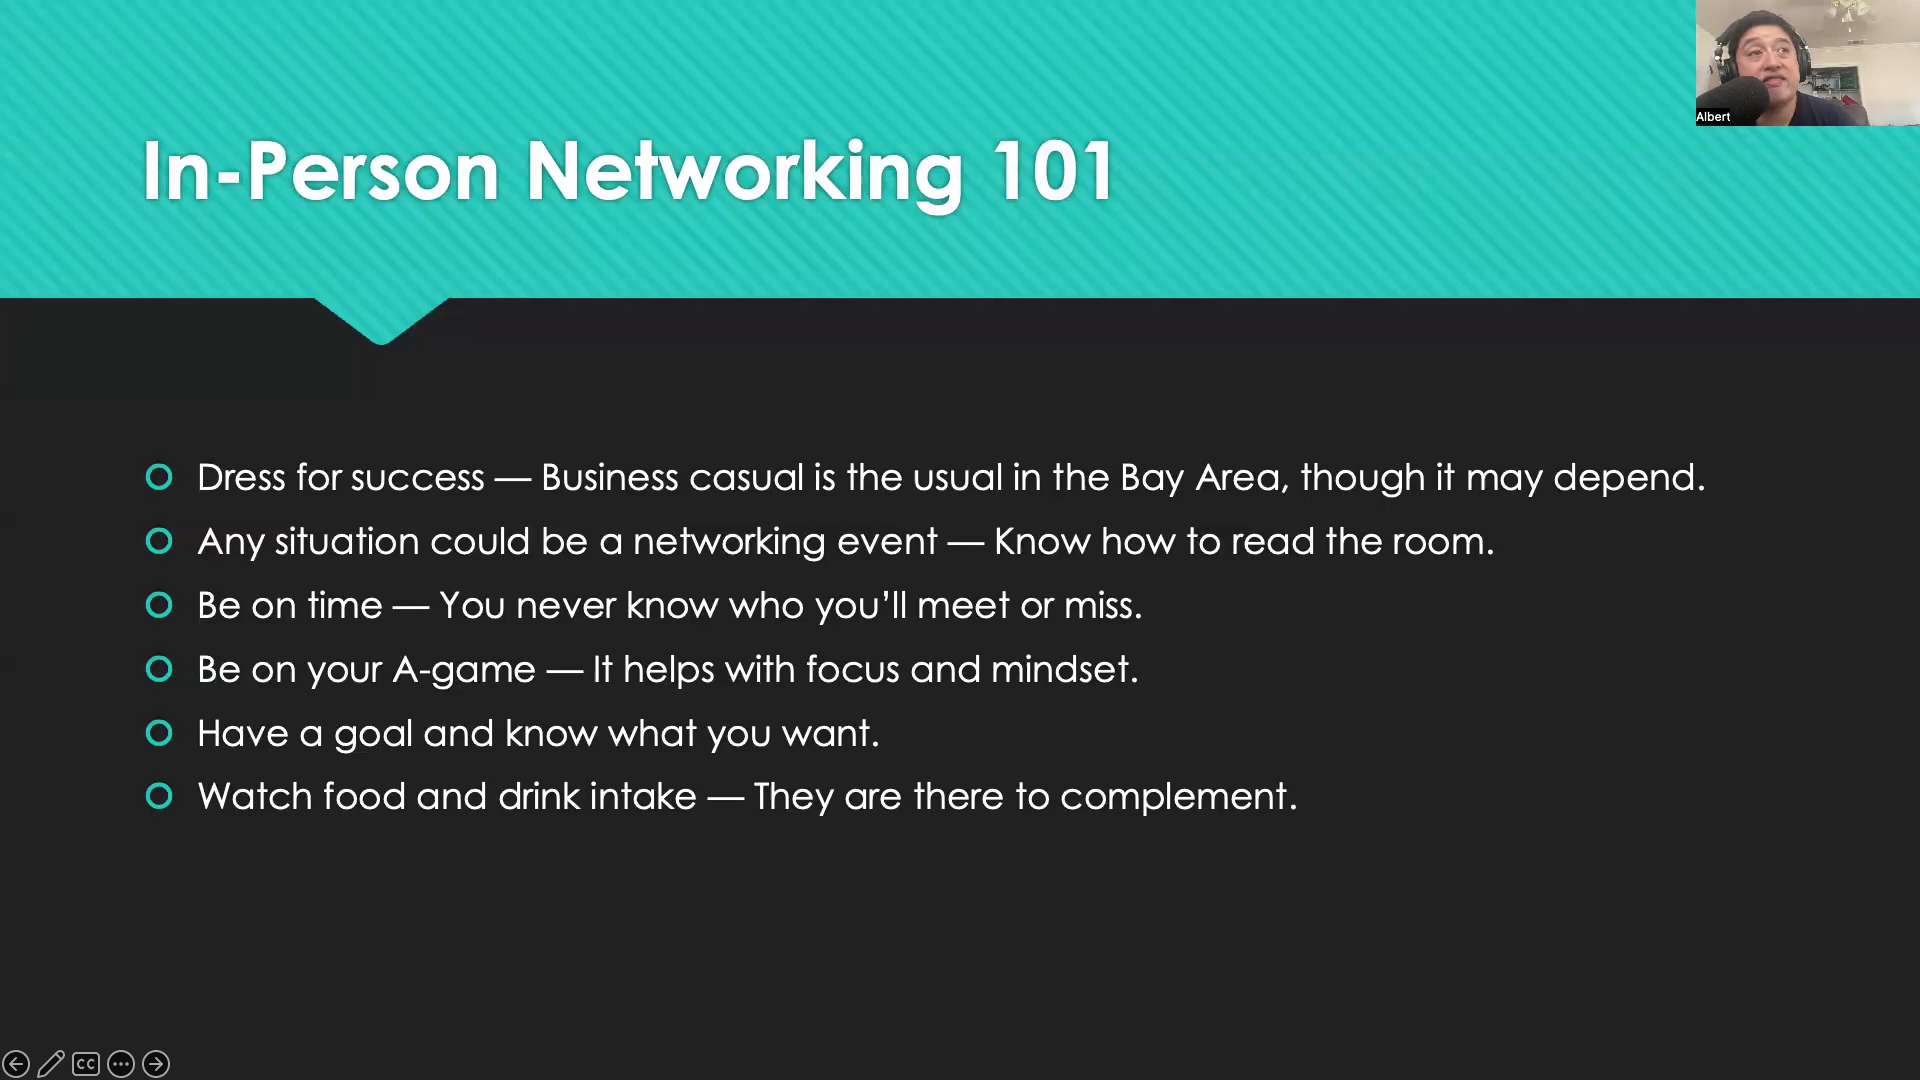 Albert
In-Person Networking 101
Dress for success — Business casual is the usual in the Bay Area, though it may depend.
Any situation could be a networking event — Know how to read the room.
Be on time — You never know who you’ll meet or miss.
Be on your A-game — It helps with focus and mindset.
Have a goal and know what you want.
Watch food and drink intake — They are there to complement.
CC